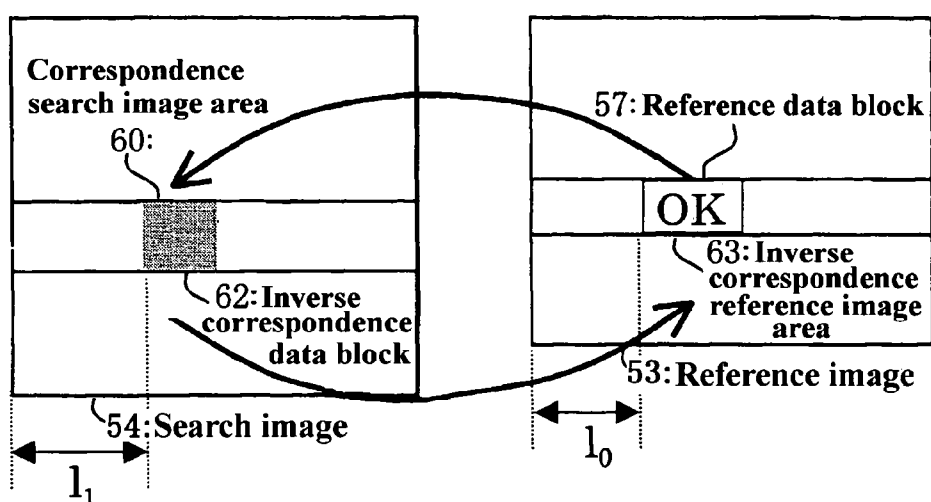 Correspondence
search image area
60:
62:Inverse
correspondence
data block
54:Search image
l₁
57:Reference data block
OK
63:Inverse
correspondence
reference image
area
53:Reference image
l₀